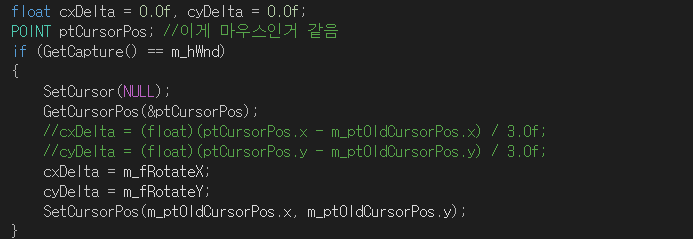 float cxDelta = 0.0f, cyDelta = 0.0f;
POINT ptCursorPos; //이게 마우스인거 같음
if (GetCapture() == m_hWnd)
{
    SetCursor(NULL);
    GetCursorPos(&ptCursorPos);
    //cxDelta = (float)(ptCursorPos.x - m_ptOldCursorPos.x) / 3.0f;
    //cyDelta = (float)(ptCursorPos.y - m_ptOldCursorPos.y) / 3.0f;
    cxDelta = m_fRotateX;
    cyDelta = m_fRotateY;
    SetCursorPos(m_ptOldCursorPos.x, m_ptOldCursorPos.y);
}